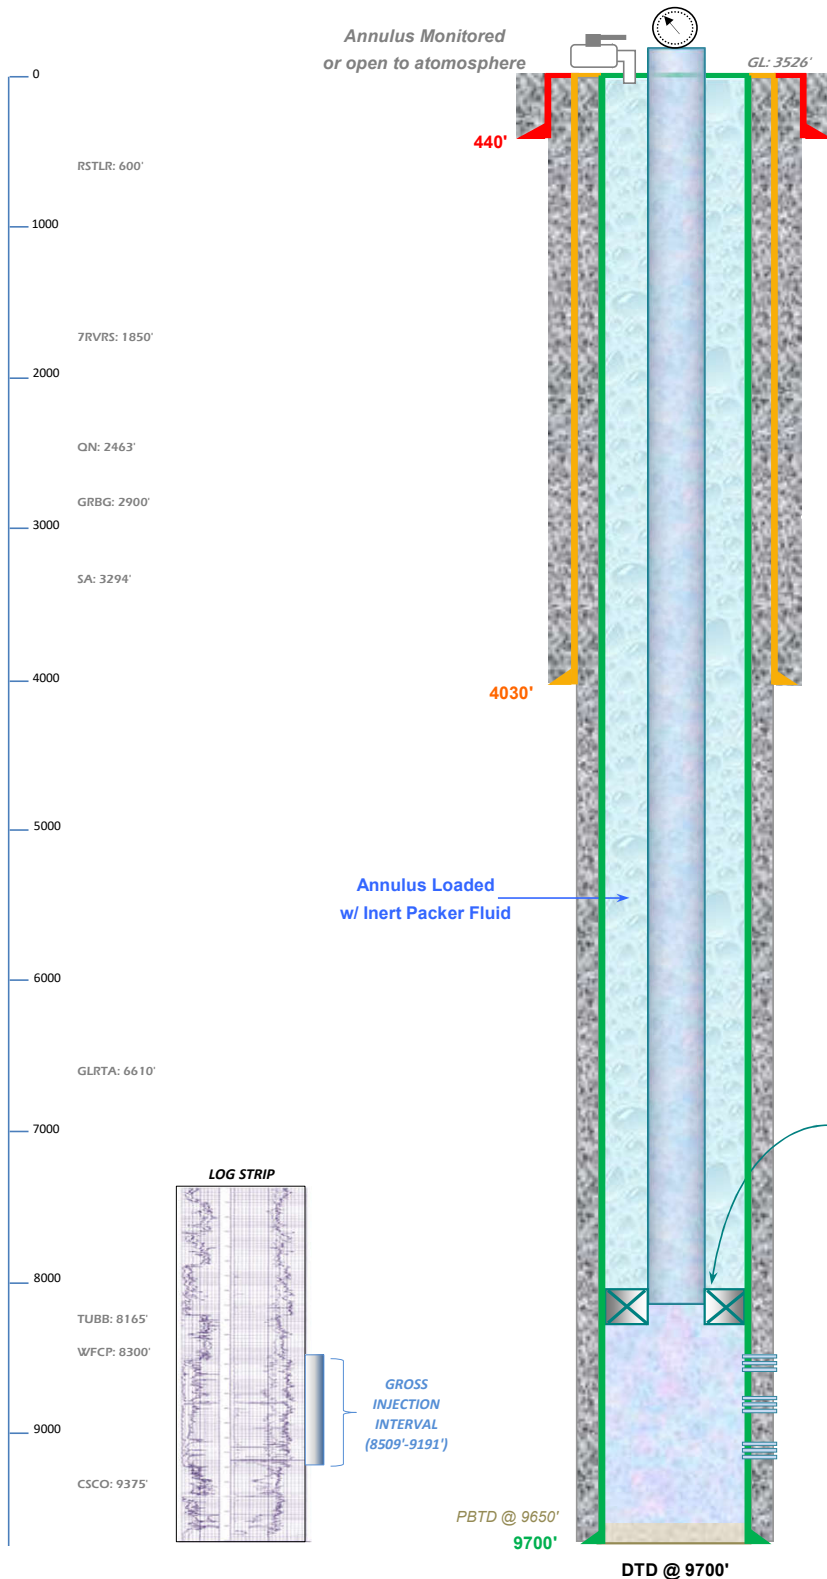 Annulus Monitored
or open to atomosphere
GL: 3526'
0
440'
RSTLR: 600'
1000
7RVRS: 1850'
2000
QN: 2463'
GRBG: 2900'
3000
SA: 3294'
4000
4030'
5000
Annulus Loaded
w/ Inert Packer Fluid
6000
GLRTA: 6610'
7000
LOG STRIP
8000
TUBB: 8165'
WFCP: 8300'
GROSS
INJECTION
INTERVAL
(8509'-9191')
9000
CSCO: 9375'
PBTD @ 9650'
9700'
DTD @ 9700'